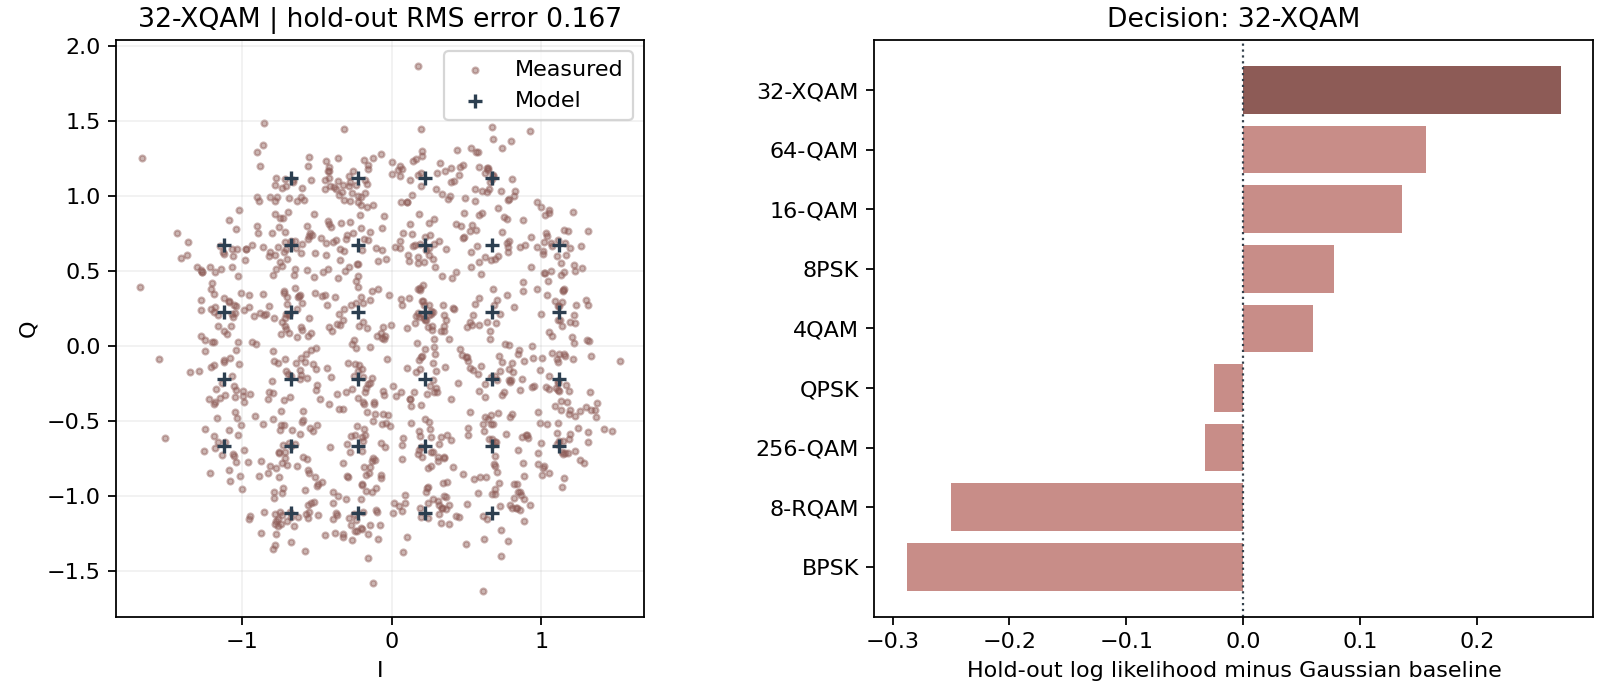 32-XQAM | hold-out RMS error 0.167
2.0
1.5
1.0
0.5
0.0
−0.5
−1.0
−1.5
Q
Measured
Model
−1
0
1
I
Decision: 32-XQAM
32-XQAM
64-QAM
16-QAM
8PSK
4QAM
QPSK
256-QAM
8-RQAM
BPSK
−0.3
−0.2
−0.1
0.0
0.1
0.2
Hold-out log likelihood minus Gaussian baseline